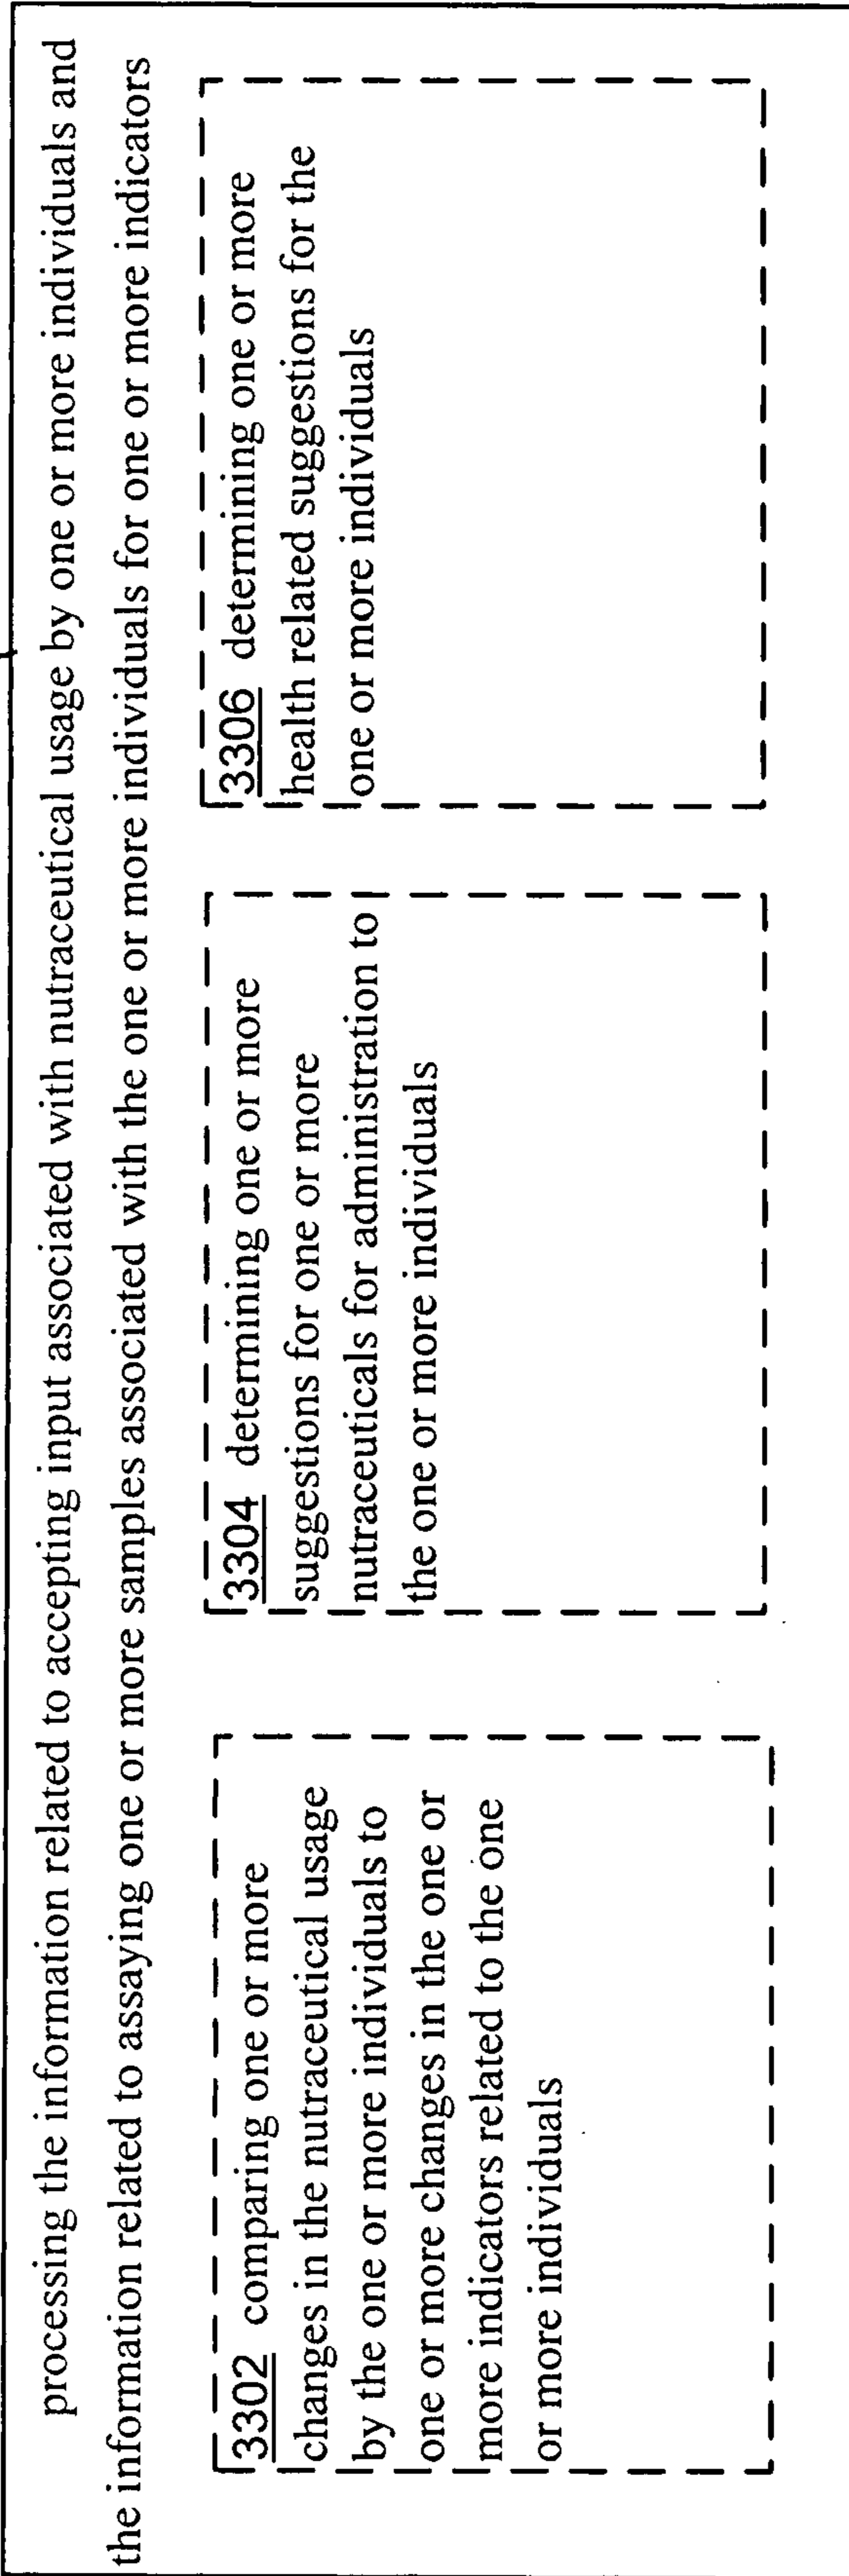 processing the information related to accepting input associated with nutraceutical usage by one or more individuals and
the information related to assaying one or more samples associated with the one or more individuals for one or more indicators
3302 comparing one or more
changes in the nutraceutical usage
by the one or more individuals to
one or more changes in the one or
more indicators related to the one
or more individuals
3304 determining one or more
suggestions for one or more
nutraceuticals for administration to
the one or more individuals
3306 determining one or more
health related suggestions for the
one or more individuals